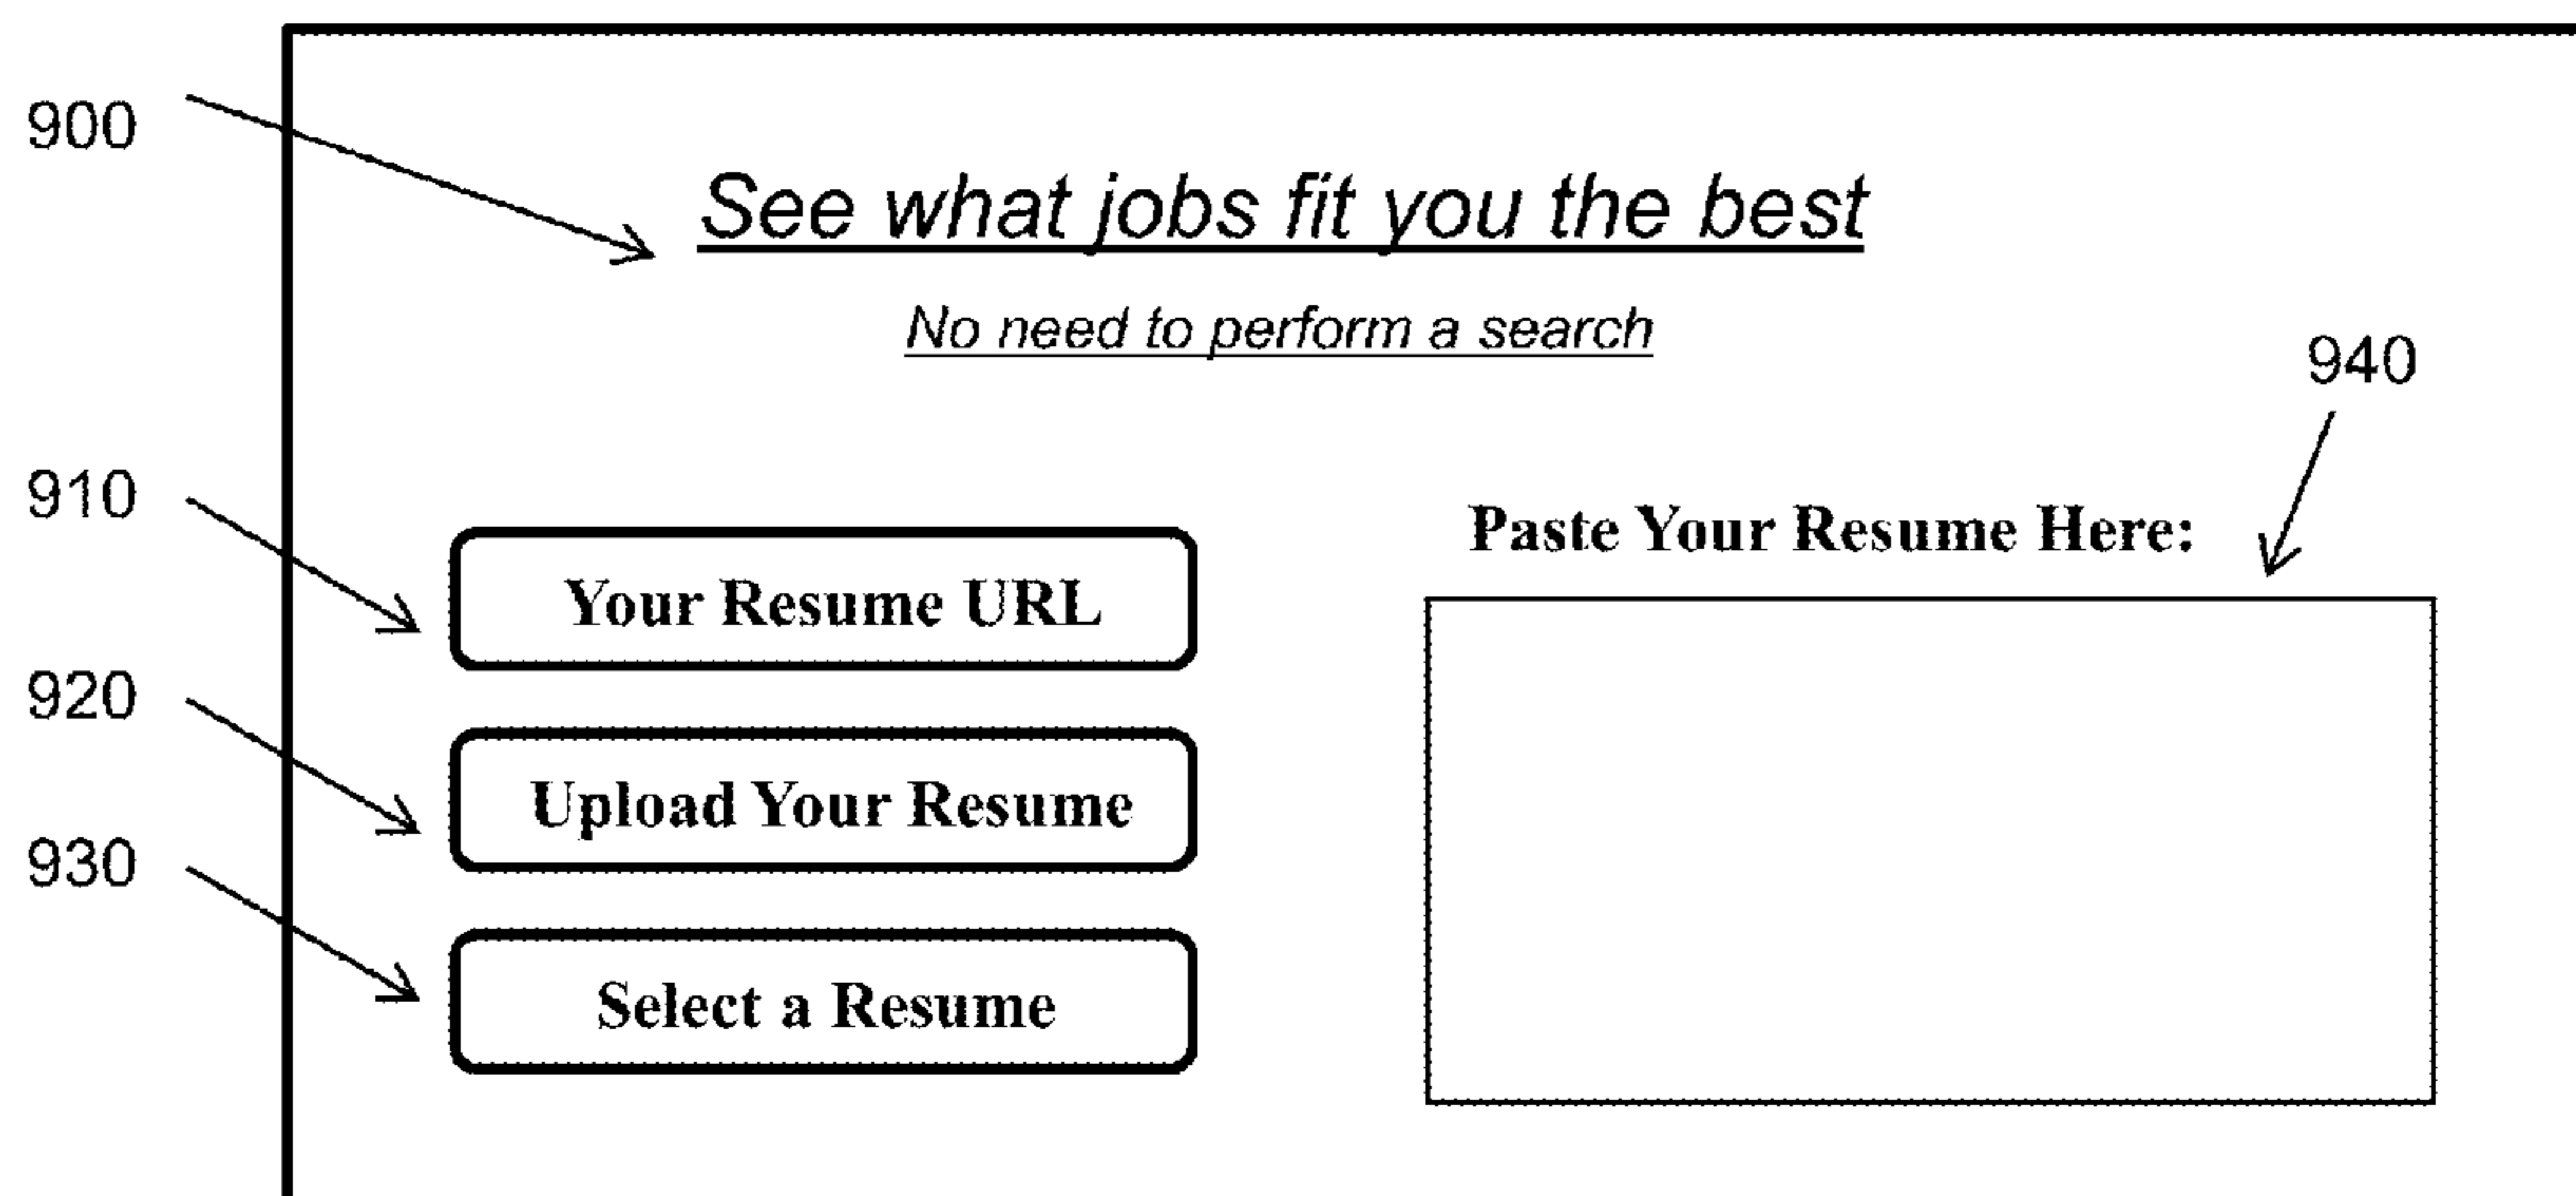 900
See what jobs fit you the best
No need to perform a search
940
910
Paste Your Resume Here:
Your Resume URL
920
Upload Your Resume
930
Select a Resume